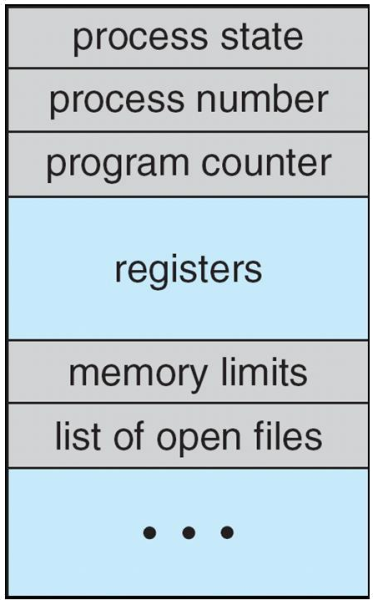 process state
process number
program counter
registers
memory limits
list of open files
• • •